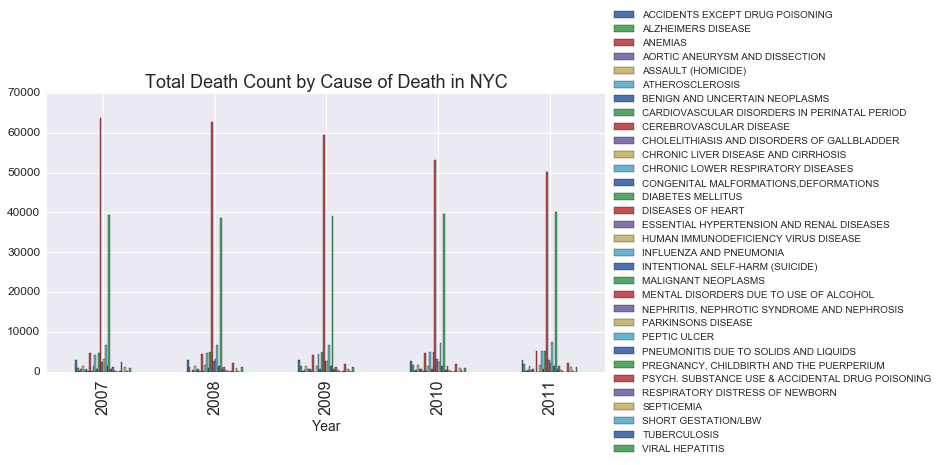 Total Death Count by Cause of Death in NYC
70000
60000
50000
40000
30000
20000
10000
0
2007
2008
2009
2010
2011
Year
ACCIDENTS EXCEPT DRUG POISONING
ALZHEIMERS DISEASE
ANEMIAS
AORTIC ANEURYSM AND DISSECTION
ASSAULT (HOMICIDE)
ATHEROSCLEROSIS
BENIGN AND UNCERTAIN NEOPLASMS
CARDIOVASCULAR DISORDERS IN PERINATAL PERIOD
CEREBROVASCULAR DISEASE
CHOLELITHIASIS AND DISORDERS OF GALLBLADDER
CHRONIC LIVER DISEASE AND CIRRHOSIS
CHRONIC LOWER RESPIRATORY DISEASES
CONGENITAL MALFORMATIONS,DEFORMATIONS
DIABETES MELLITUS
DISEASES OF HEART
ESSENTIAL HYPERTENSION AND RENAL DISEASES
HUMAN IMMUNODEFICIENCY VIRUS DISEASE
INFLUENZA AND PNEUMONIA
INTENTIONAL SELF-HARM (SUICIDE)
MALIGNANT NEOPLASMS
MENTAL DISORDERS DUE TO USE OF ALCOHOL
NEPHRITIS, NEPHROTIC SYNDROME AND NEPHROSIS
PARKINSONS DISEASE
PEPTIC ULCER
PNEUMONITIS DUE TO SOLIDS AND LIQUIDS
PREGNANCY, CHILDBIRTH AND THE PUERPERIUM
PSYCH. SUBSTANCE USE & ACCIDENTAL DRUG POISONING
RESPIRATORY DISTRESS OF NEWBORN
SEPTICEMIA
SHORT GESTATION/LBW
TUBERCULOSIS
VIRAL HEPATITIS